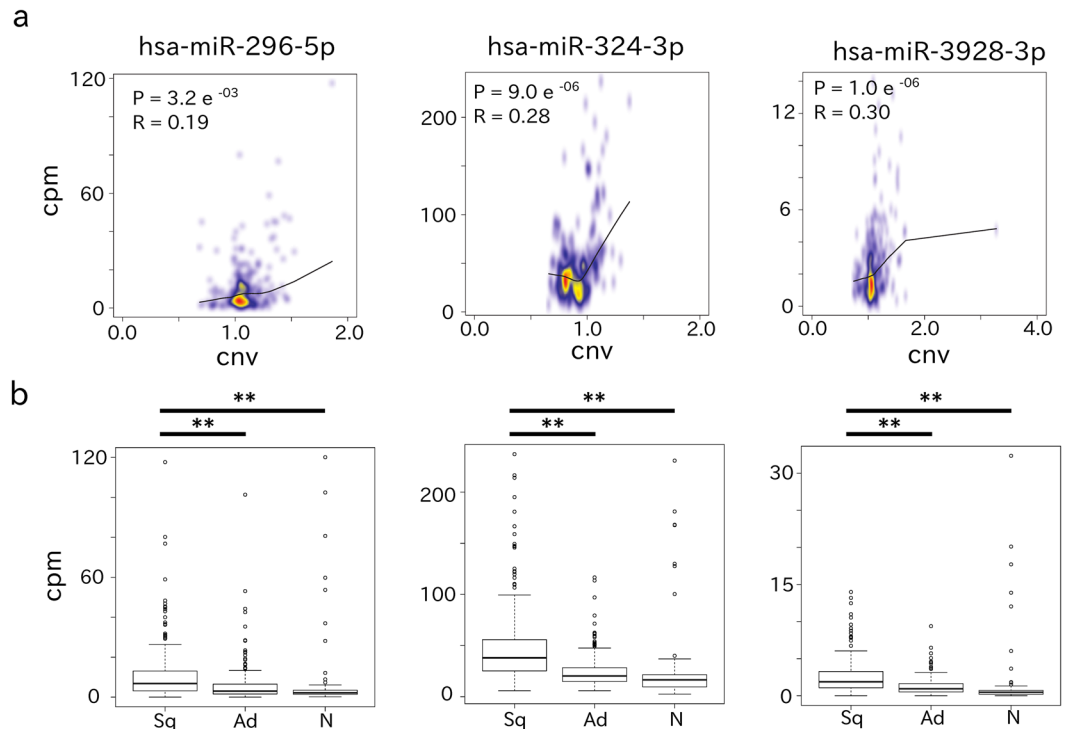 a
hsa-miR-296-5p
hsa-miR-324-3p
hsa-miR-3928-3p
P = 3.2 e -03
R = 0.19
120
60
0
cpm
0.0
1.0
2.0
cnv
P = 9.0 e -06
R = 0.28
200
100
0
0.0
1.0
2.0
cnv
P = 1.0 e -06
R = 0.30
12
6
0
0.0
2.0
4.0
cnv
b
**
**
120
60
0
cpm
Sq
Ad
N
**
**
200
100
0
Sq
Ad
N
**
**
30
15
0
Sq
Ad
N